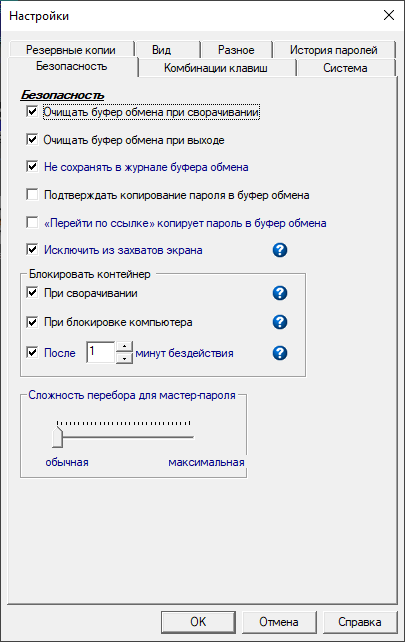 Настройки
Резервные копии Вид Разное История паролей
Безопасность Комбинации клавиш Система
Безопасность
Очищать буфер обмена при сворачивании
Очищать буфер обмена при выходе
Не сохранять в журнале буфера обмена
Подтверждать копирование пароля в буфер обмена
«Перейти по ссылке» копирует пароль в буфер обмена
Исключить из захватов экрана ?
Блокировать контейнер
При сворачивании ?
При блокировке компьютера ?
После 1 минут бездействия ?
Сложность перебора для мастер-пароля
обычная максимальная
OK Отмена Справка